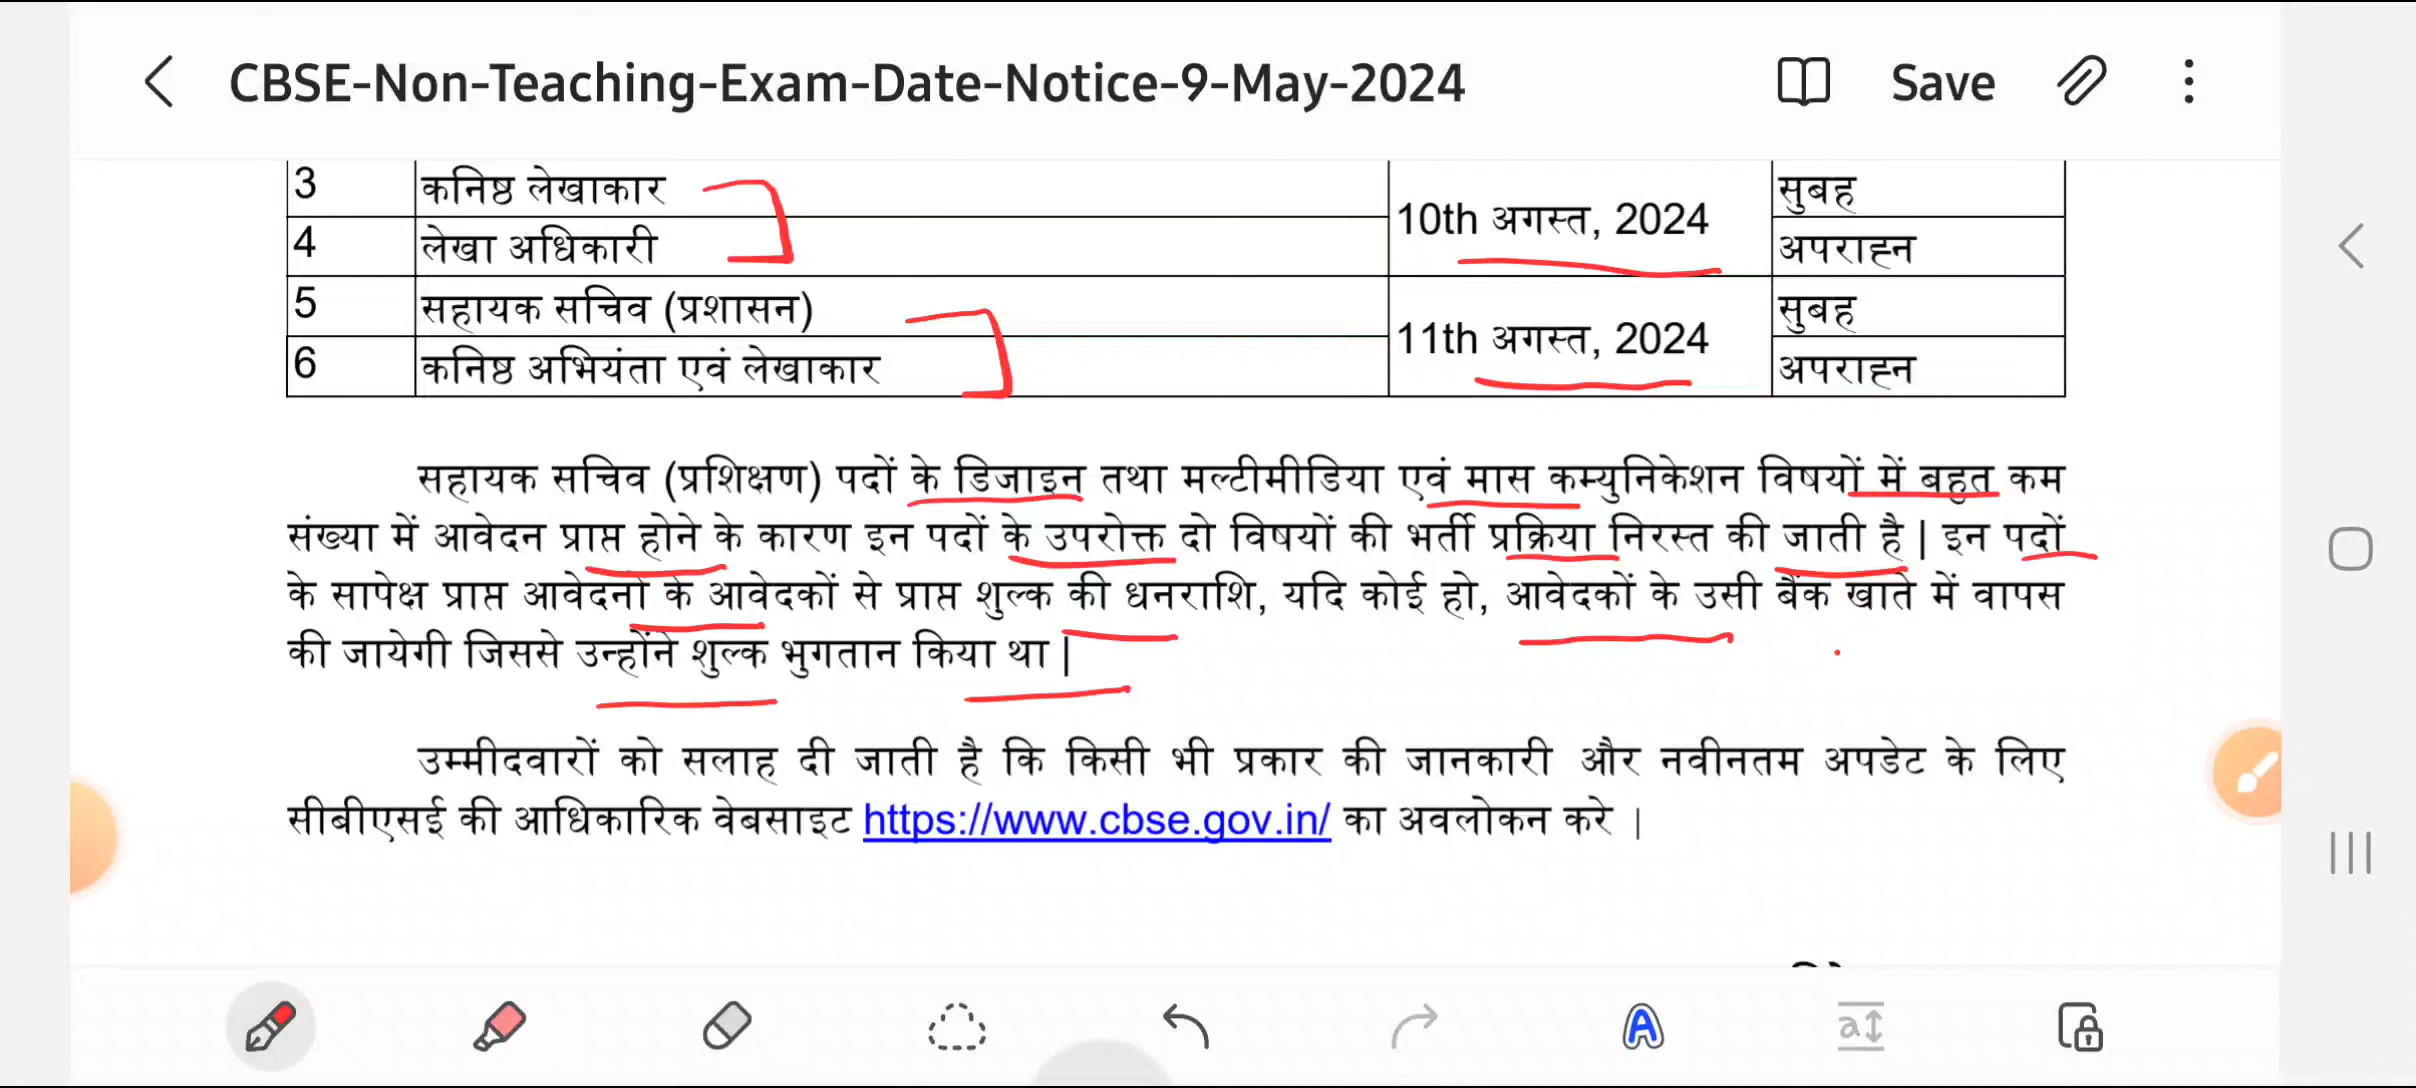 CBSE-Non-Teaching-Exam-Date-Notice-9-May-2024 Save
3 कनिष्ठ लेखाकार 10th अगस्त, 2024 सुबह
4 लेखा अधिकारी अपराह्न
5 सहायक सचिव (प्रशासन) 11th अगस्त, 2024 सुबह
6 कनिष्ठ अभियंता एवं लेखाकार अपराह्न
सहायक सचिव (प्रशिक्षण) पदों के डिजाइन तथा मल्टीमीडिया एवं मास कम्युनिकेशन विषयों में बहुत कम
संख्या में आवेदन प्राप्त होने के कारण इन पदों के उपरोक्त दो विषयों की भर्ती प्रक्रिया निरस्त की जाती है| इन पदों
के सापेक्ष प्राप्त आवेदनों के आवेदकों से प्राप्त शुल्क की धनराशि, यदि कोई हो, आवेदकों के उसी बैंक खाते में वापस
की जायेगी जिससे उन्होंने शुल्क भुगतान किया था|
उम्मीदवारों को सलाह दी जाती है कि किसी भी प्रकार की जानकारी और नवीनतम अपडेट के लिए
सीबीएसई की आधिकारिक वेबसाइट https://www.cbse.gov.in/ का अवलोकन करे ।